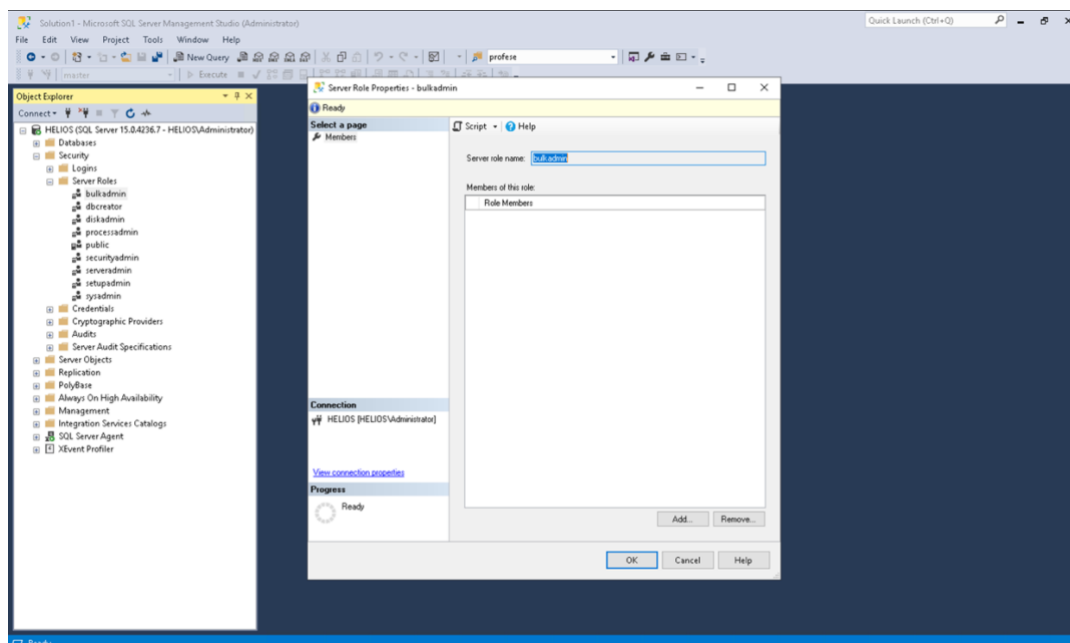 Solution1 - Microsoft SQL Server Management Studio (Administrator)
Quick Launch (Ctrl+Q)
File Edit View Project Tools Window Help
New Query
profese
master
Execute
Object Explorer
Connect
HELIOS (SQL Server 15.0.4236.7 - HELIOS\Administrator)
Databases
Security
Logins
Server Roles
bulkadmin
dbcreator
diskadmin
processadmin
public
securityadmin
serveradmin
setupadmin
sysadmin
Credentials
Cryptographic Providers
Audits
Server Audit Specifications
Server Objects
Replication
PolyBase
Always On High Availability
Management
Integration Services Catalogs
SQL Server Agent
XEvent Profiler
Server Role Properties - bulkadmin
Ready
Select a page
Members
Script
Help
Server role name: bulkadmin
Members of this role:
Role Members
Connection
HELIOS [HELIOS\Administrator]
View connection properties
Progress
Ready
Add...
Remove...
OK
Cancel
Help
Ready